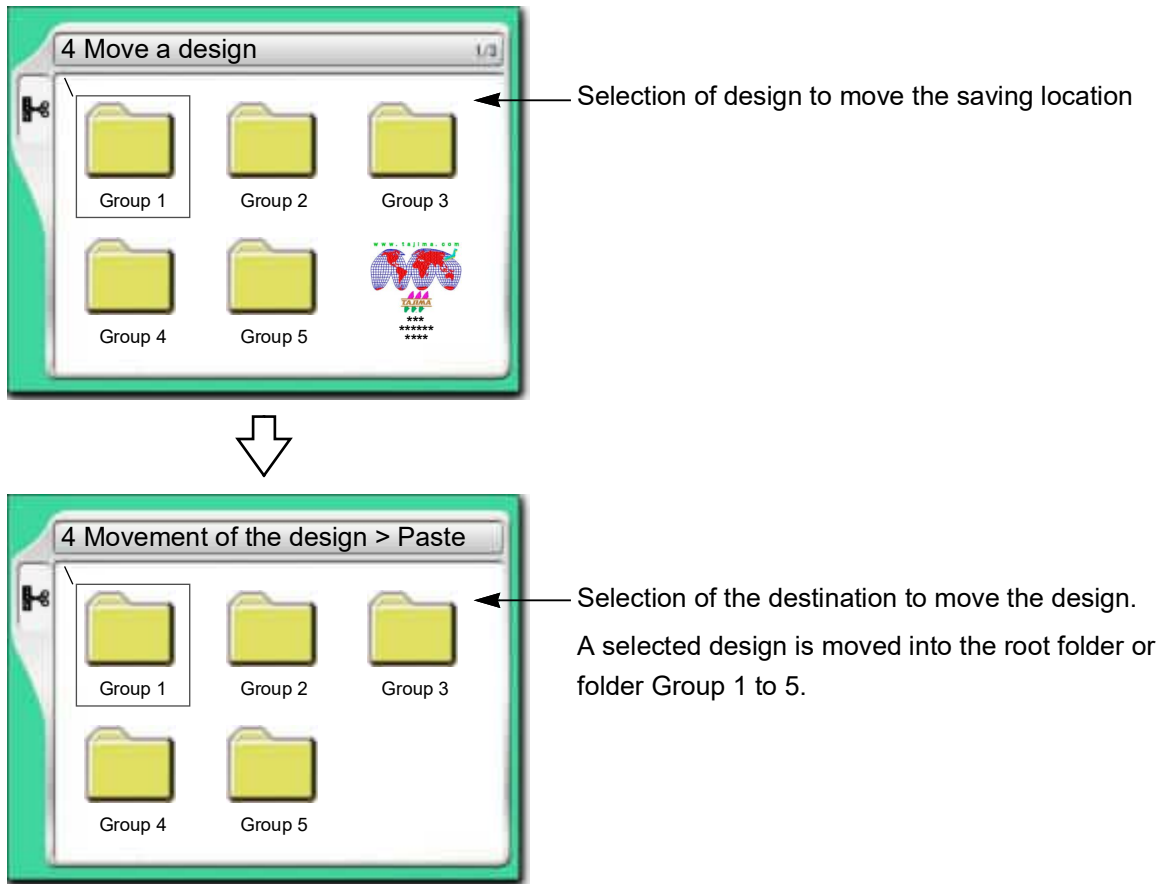 4 Move a design
1/3
Selection of design to move the saving location
Group 1
Group 2
Group 3
www.tajima.com
TAJIMA
***
******
****
Group 4
Group 5
4 Movement of the design > Paste
Selection of the destination to move the design.
A selected design is moved into the root folder or
folder Group 1 to 5.
Group 1
Group 2
Group 3
Group 4
Group 5